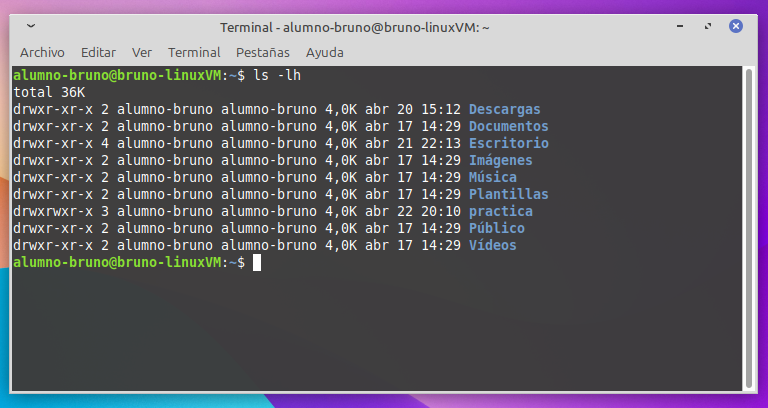 Terminal - alumno-bruno@bruno-linuxVM: ~
Archivo Editar Ver Terminal Pestañas Ayuda
alumno-bruno@bruno-linuxVM:~$ ls -lh
total 36K
drwxr-xr-x 2 alumno-bruno alumno-bruno 4,0K abr 20 15:12 Descargas
drwxr-xr-x 2 alumno-bruno alumno-bruno 4,0K abr 17 14:29 Documentos
drwxr-xr-x 4 alumno-bruno alumno-bruno 4,0K abr 21 22:13 Escritorio
drwxr-xr-x 2 alumno-bruno alumno-bruno 4,0K abr 17 14:29 Imágenes
drwxr-xr-x 2 alumno-bruno alumno-bruno 4,0K abr 17 14:29 Música
drwxr-xr-x 2 alumno-bruno alumno-bruno 4,0K abr 17 14:29 Plantillas
drwxrwxr-x 3 alumno-bruno alumno-bruno 4,0K abr 22 20:10 practica
drwxr-xr-x 2 alumno-bruno alumno-bruno 4,0K abr 17 14:29 Público
drwxr-xr-x 2 alumno-bruno alumno-bruno 4,0K abr 17 14:29 Vídeos
alumno-bruno@bruno-linuxVM:~$